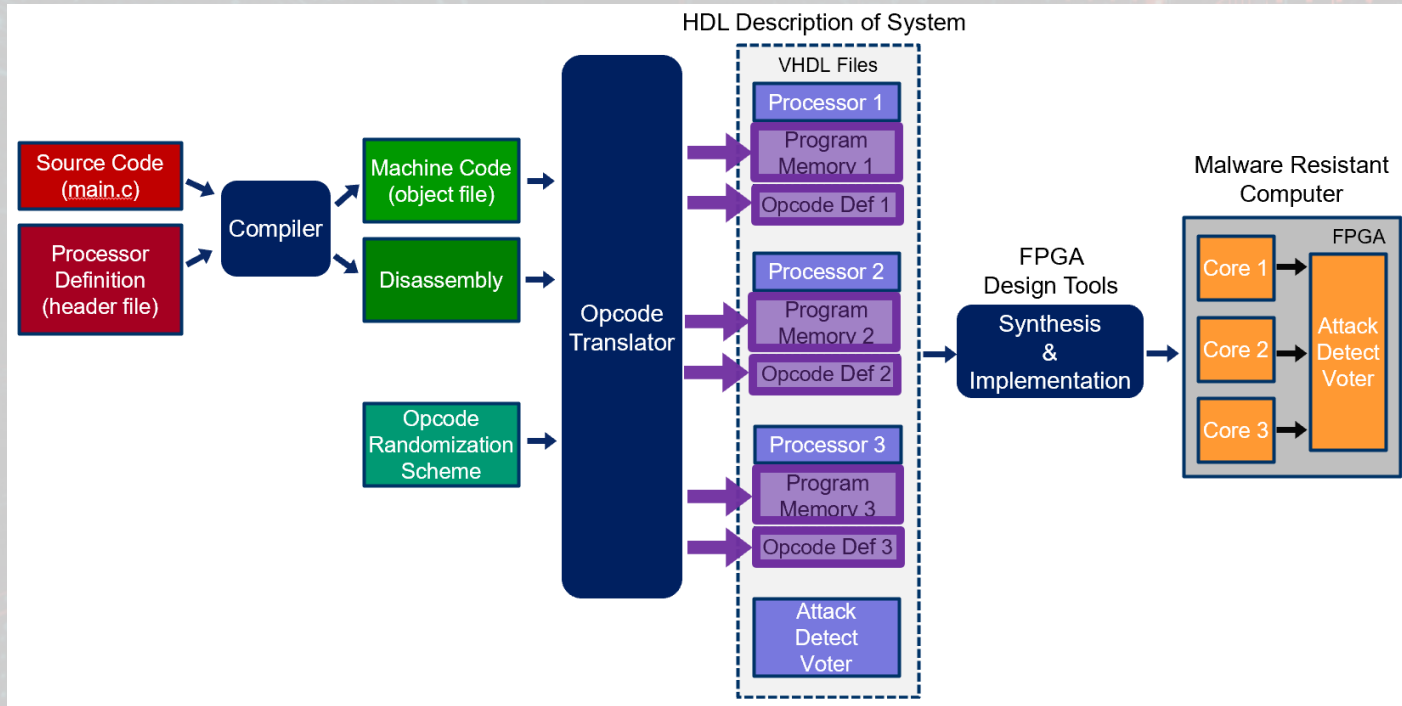 HDL Description of System
VHDL Files
Source Code
(main.c)
Processor
Definition
(header file)
Compiler
Machine Code
(object file)
Disassembly
Opcode
Randomization
Scheme
Opcode
Translator
Processor 1
Program
Memory 1
Opcode Def 1
Processor 2
Program
Memory 2
Opcode Def 2
Processor 3
Program
Memory 3
Opcode Def 3
Attack
Detect
Voter
FPGA
Design Tools
Synthesis
&
Implementation
Malware Resistant
Computer
FPGA
Core 1
Core 2
Core 3
Attack
Detect
Voter